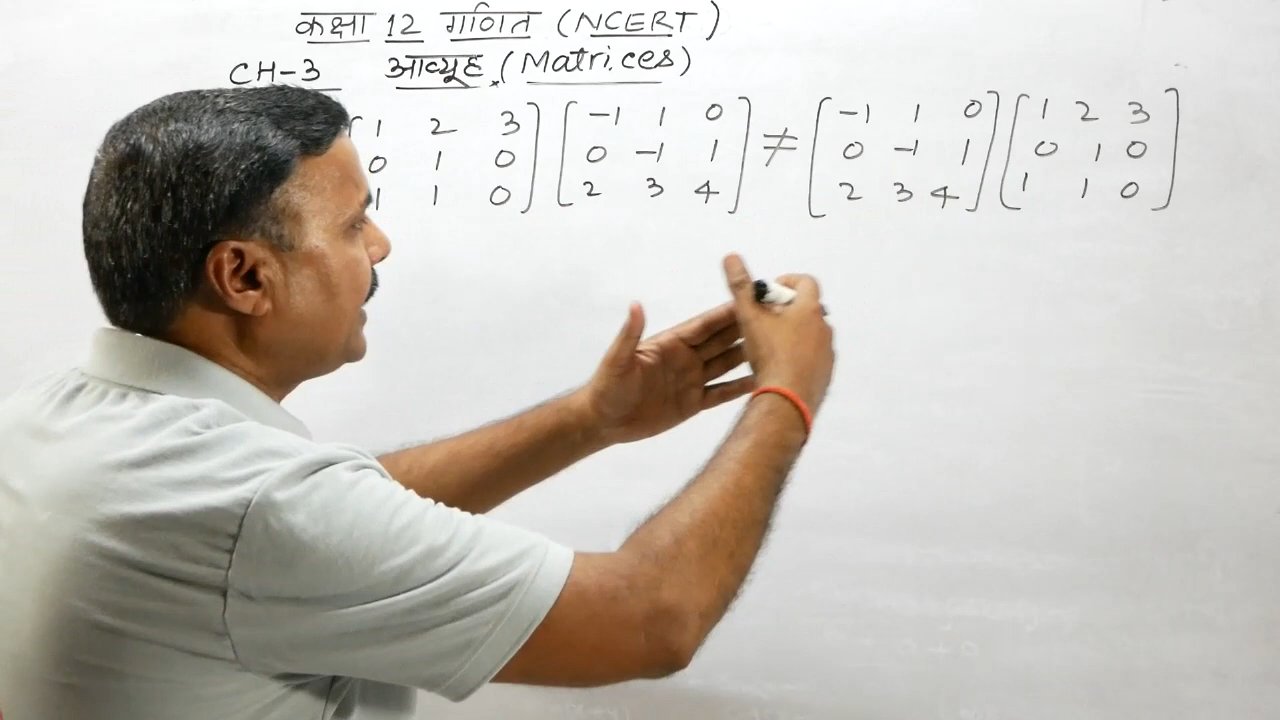 कक्षा 12 गणित (NCERT)
CH-3 आव्यूह (Matrices)
[1 2 3] [-1 1 0] ≠ [-1 1 0] [1 2 3]
[0 1 0] [0 -1 1] [0 -1 1] [0 1 0]
[1 1 0] [2 3 4] [2 3 4] [1 1 0]